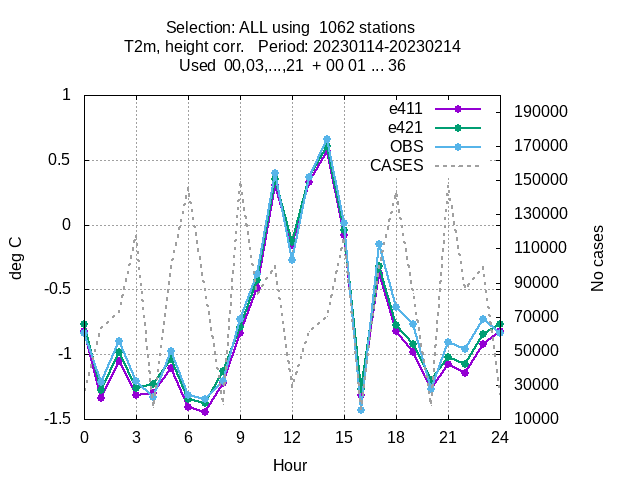 Selection: ALL using  1062 stations
T2m, height corr.   Period: 20230114-20230214
Used  00,03,...,21  + 00 01 ... 36
e411
e421
OBS
CASES
deg C
1
0.5
0
-0.5
-1
-1.5
190000
170000
150000
130000
110000
90000
70000
50000
30000
10000
No cases
0 3 6 9 12 15 18 21 24
Hour